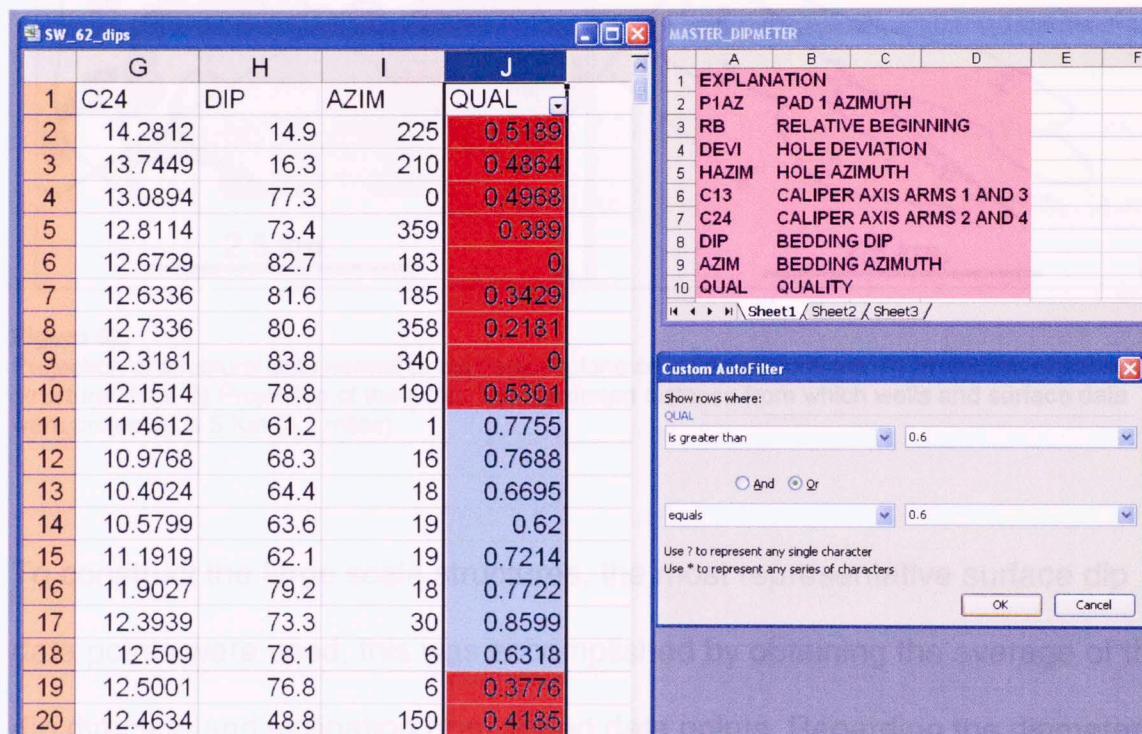 SW_62_dips
G H I J
1 C24 DIP AZIM QUAL
2 14.2812 14.9 225 0.5189
3 13.7449 16.3 210 0.4864
4 13.0894 77.3 0 0.4968
5 12.8114 73.4 359 0.389
6 12.6729 82.7 183 0
7 12.6336 81.6 185 0.3429
8 12.7336 80.6 358 0.2181
9 12.3181 83.8 340 0
10 12.1514 78.8 190 0.5301
11 11.4612 61.2 1 0.7755
12 10.9768 68.3 16 0.7688
13 10.4024 64.4 18 0.6695
14 10.5799 63.6 19 0.62
15 11.1919 62.1 19 0.7214
16 11.9027 79.2 18 0.7722
17 12.3939 73.3 30 0.8599
18 12.509 78.1 6 0.6318
19 12.5001 76.8 6 0.3776
20 12.4634 48.8 150 0.4185
MASTER_DIPMETER
A B C D E F
1 EXPLANATION
2 P1AZ PAD 1 AZIMUTH
3 RB RELATIVE BEGINNING
4 DEVI HOLE DEVIATION
5 HAZIM HOLE AZIMUTH
6 C13 CALIPER AXIS ARMS 1 AND 3
7 C24 CALIPER AXIS ARMS 2 AND 4
8 DIP BEDDING DIP
9 AZIM BEDDING AZIMUTH
10 QUAL QUALITY
Sheet1 / Sheet2 / Sheet3 /
Custom AutoFilter
Show rows where:
QUAL
is greater than 0.6
And Or
equals 0.6
Use ? to represent any single character
Use * to represent any series of characters
OK Cancel